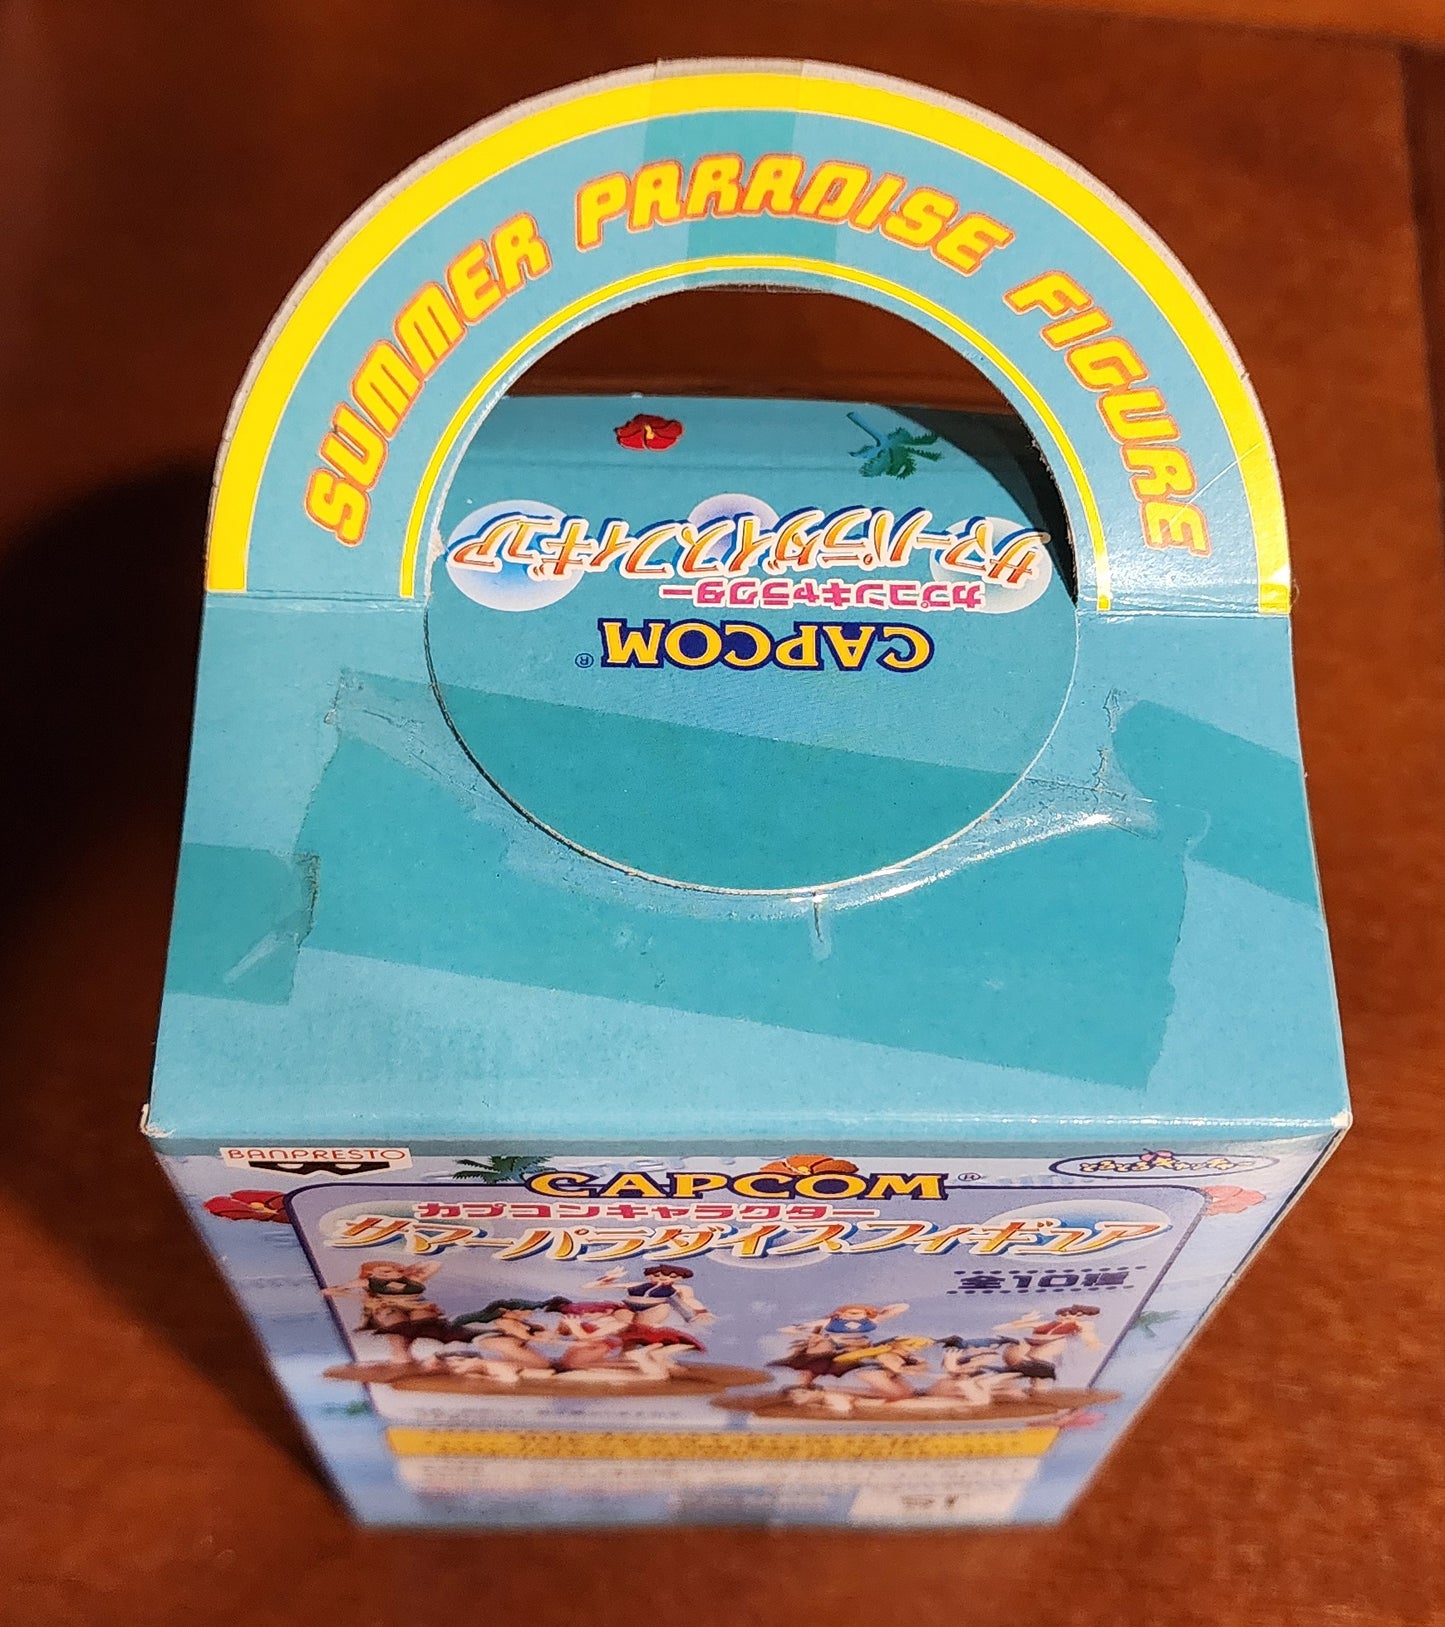 SUMMER PARADISE FIGURE
サマーパラダイスフィギュア
カプコンキャラクター
CAPCOM®
BANPRESTO
CAPCOM®
カプコンキャラクター
サマーパラダイスフィギュア
全10種